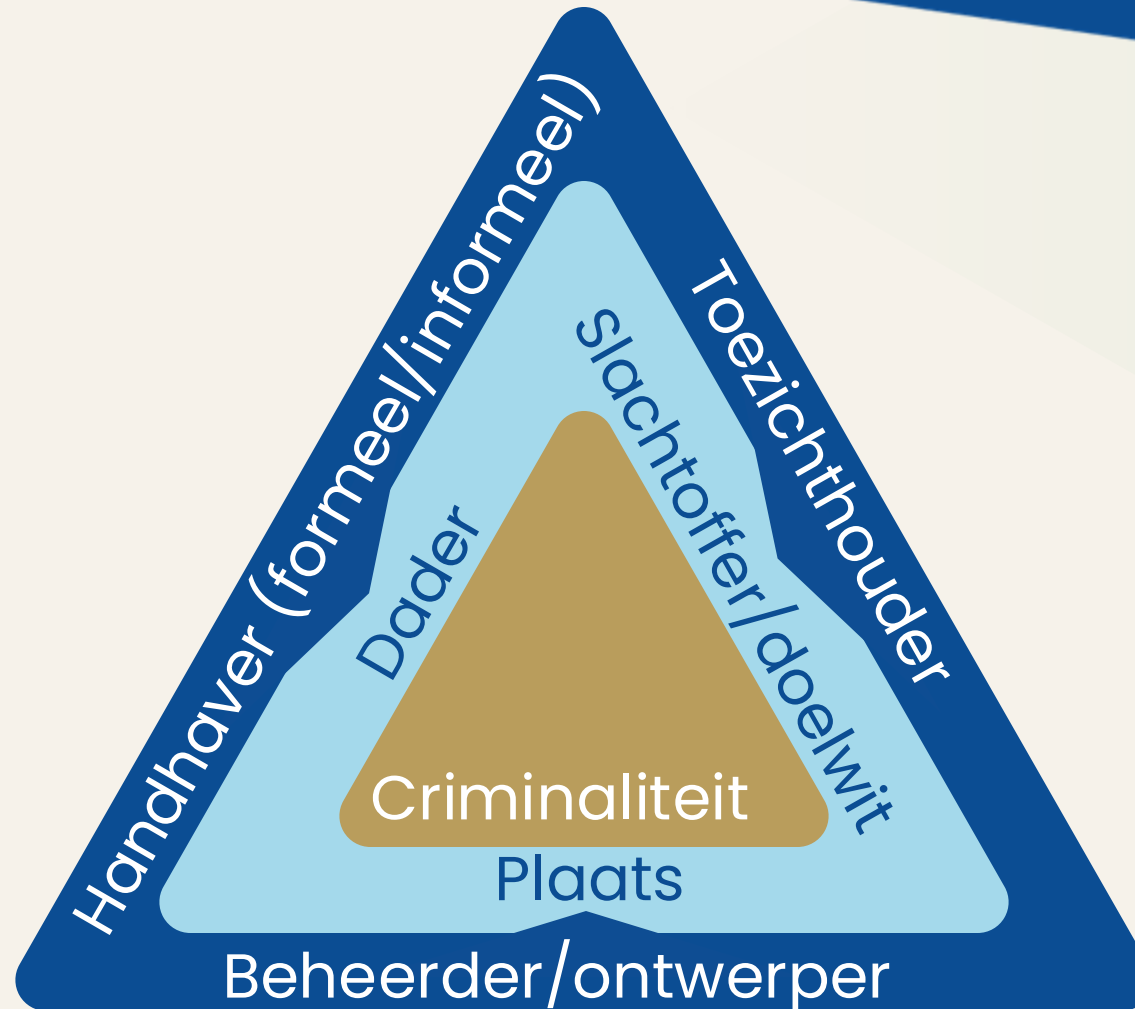 Handhaver (formeel/informeel)
Toezichthouder
Slachtoffer/doelwit
Dader
Criminaliteit
Plaats
Beheerder/ontwerper